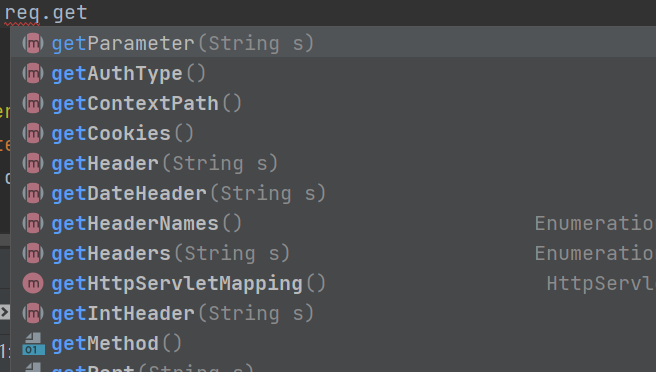 req.get
getParameter(String s)
getAuthType()
getContextPath()
getCookies()
getHeader(String s)
getDateHeader(String s)
getHeaderNames() Enumeratio
getHeaders(String s) Enumeratio
getHttpServletMapping() HttpServl
getIntHeader(String s)
getMethod()